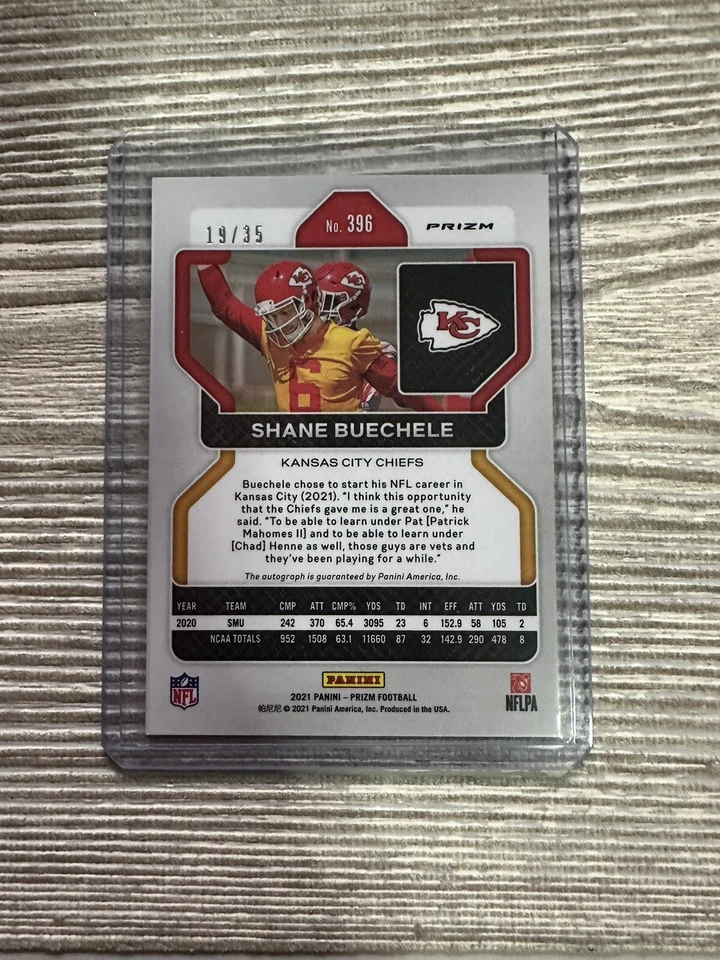 19/35
No. 396
PRIZM
KC
6
SHANE BUECHELE
KANSAS CITY CHIEFS
Buechele chose to start his NFL career in
Kansas City (2021). "I think this opportunity
that the Chiefs gave me is a great one," he
said. "To be able to learn under Pat [Patrick
Mahomes II] and to be able to learn under
[Chad] Henne as well, those guys are vets and
they've been playing for a while."
The autograph is guaranteed by Panini America, Inc.
YEAR TEAM CMP ATT CMP% YDS TD INT EFF. ATT YDS TD
2020 SMU 242 370 65.4 3095 23 6 152.9 58 105 2
NCAA TOTALS 952 1508 63.1 11660 87 32 142.9 290 478 8
NFL
PANINI
NFLPA
2021 PANINI – PRIZM FOOTBALL
帕尼尼 © 2021 Panini America, Inc. Produced in the USA.